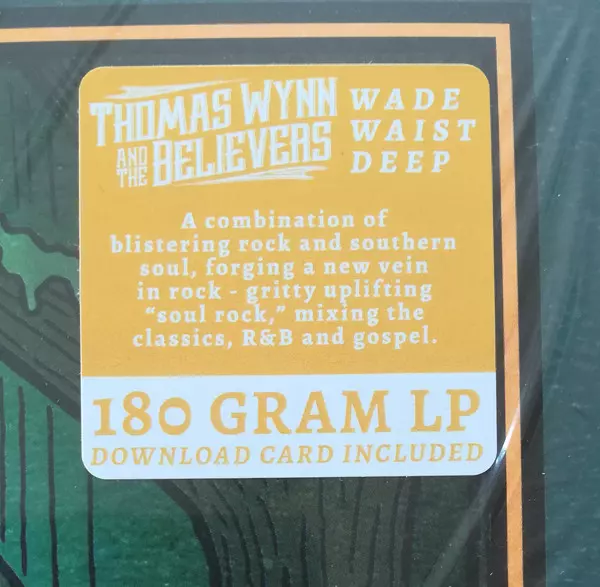 THOMAS WYNN
AND THE BELIEVERS
WADE
WAIST
DEEP
A combination of
blistering rock and southern
soul, forging a new vein
in rock - gritty uplifting
“soul rock,” mixing the
classics, R&B and gospel.
180 GRAM LP
DOWNLOAD CARD INCLUDED